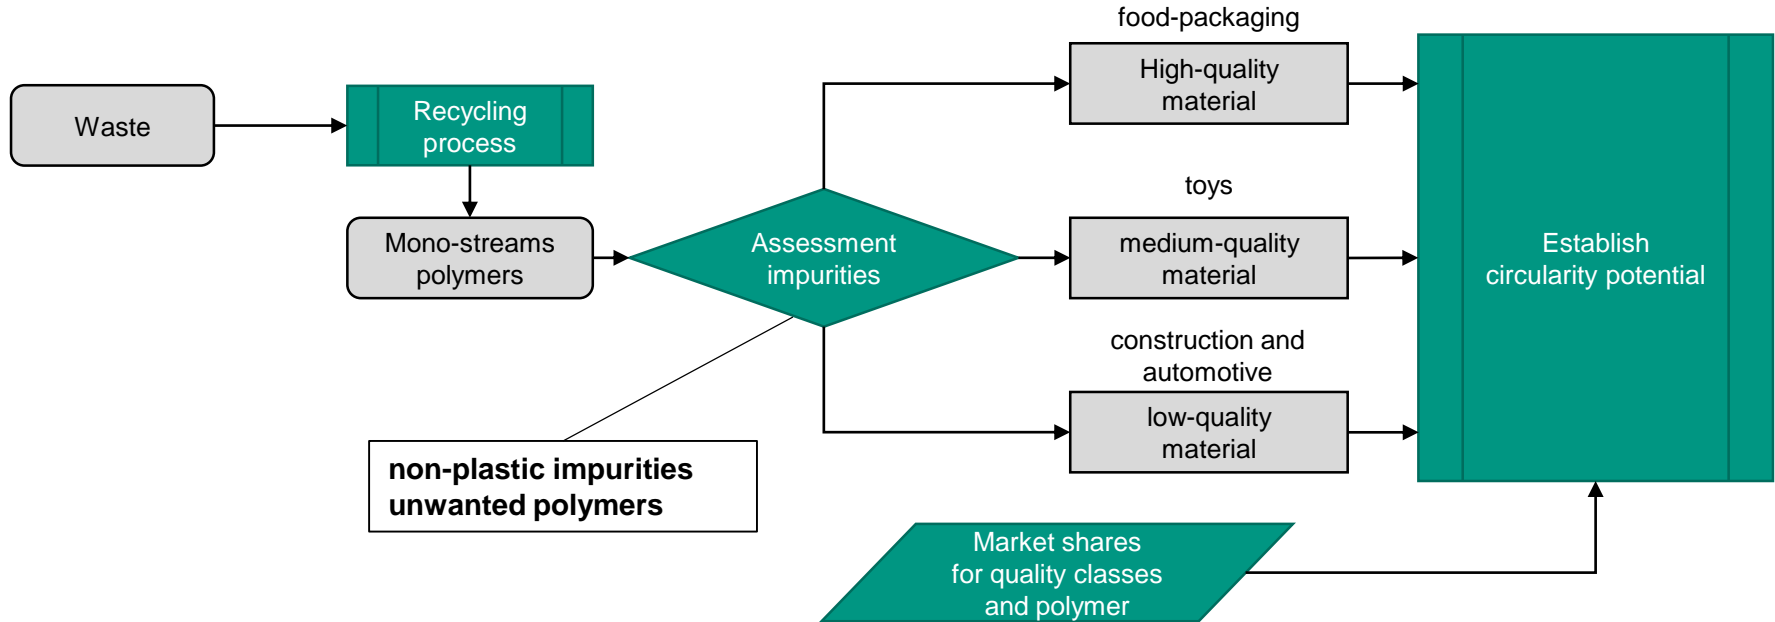 Waste
Recycling
process
Mono-streams
polymers
Assessment
impurities
non-plastic impurities
unwanted polymers
food-packaging
High-quality
material
toys
medium-quality
material
construction and
automotive
low-quality
material
Establish
circularity potential
Market shares
for quality classes
and polymer